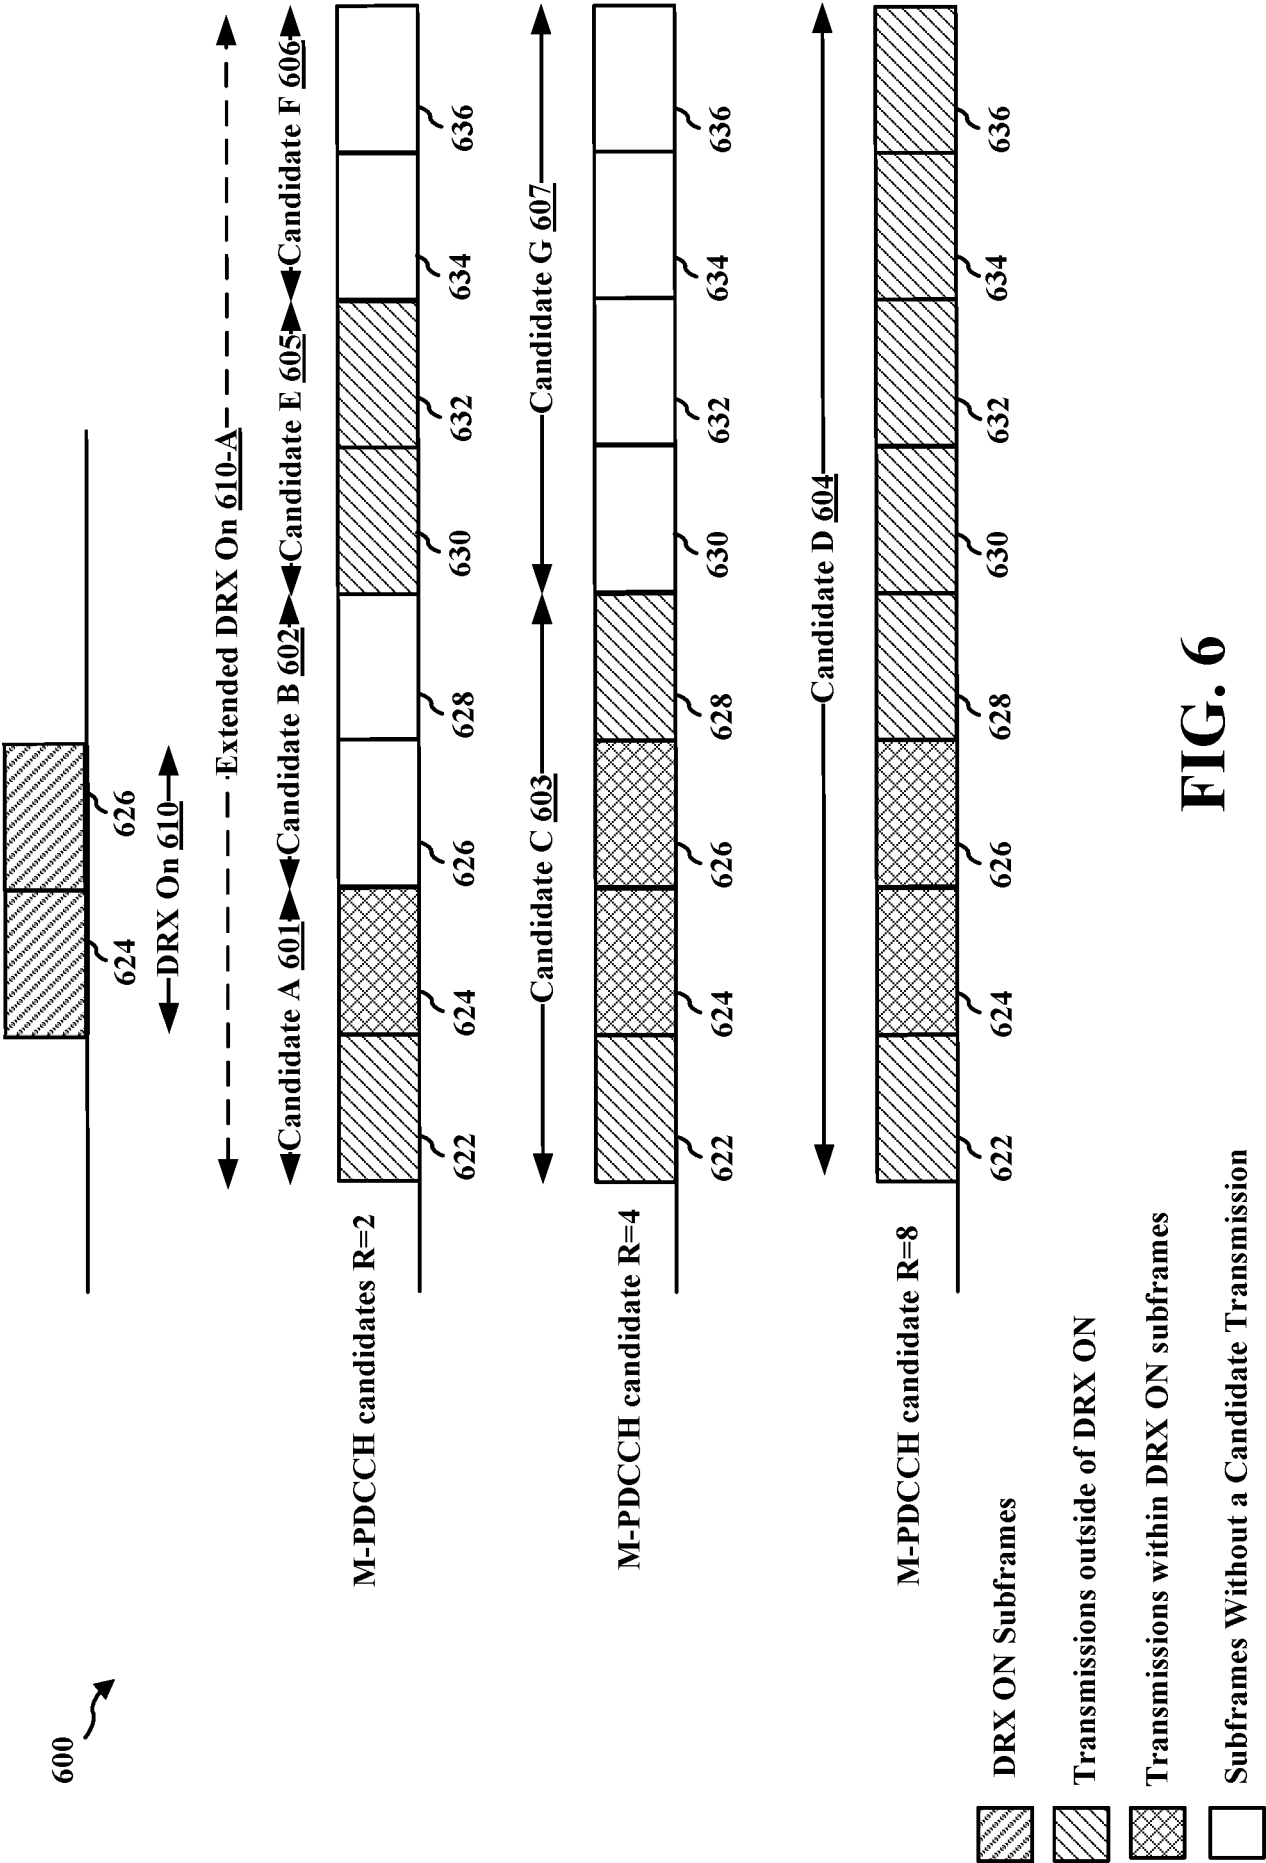 600
624
626
DRX On 610
Extended DRX On 610-A
Candidate A 601
Candidate B 602
Candidate E 605
Candidate F 606
M-PDCCH candidates R=2
622
624
626
628
630
632
634
636
Candidate C 603
Candidate G 607
M-PDCCH candidate R=4
622
624
626
628
630
632
634
636
Candidate D 604
M-PDCCH candidate R=8
622
624
626
628
630
632
634
636
DRX ON Subframes
Transmissions outside of DRX ON
Transmissions within DRX ON subframes
Subframes Without a Candidate Transmission
FIG. 6